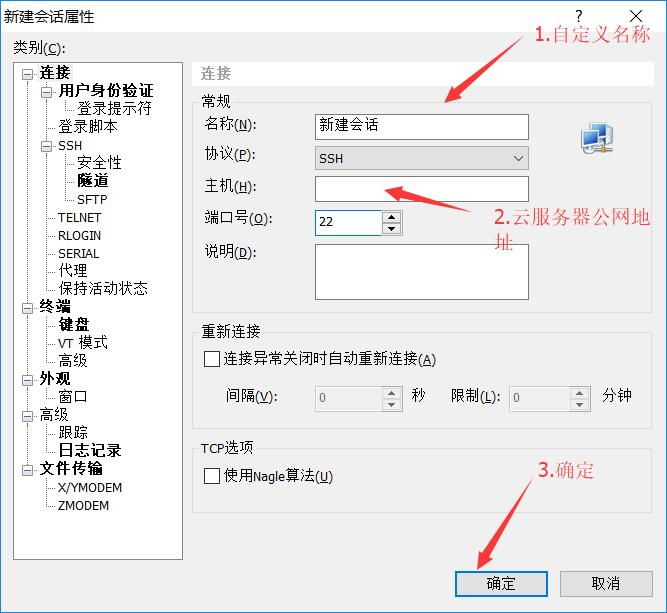 新建会话属性
?
1.自定义名称
类别(C):
连接
用户身份验证
登录提示符
登录脚本
SSH
安全性
隧道
SFTP
TELNET
RLOGIN
SERIAL
代理
保持活动状态
终端
键盘
VT 模式
高级
外观
窗口
高级
跟踪
日志记录
文件传输
X/YMODEM
ZMODEM
连接
常规
名称(N):
新建会话
协议(P):
SSH
主机(H):
2.云服务器公网地
址
端口号(O):
22
说明(D):
重新连接
连接异常关闭时自动重新连接(A)
间隔(V):
0
秒
限制(L):
0
分钟
TCP选项
使用Nagle算法(U)
3.确定
确定
取消